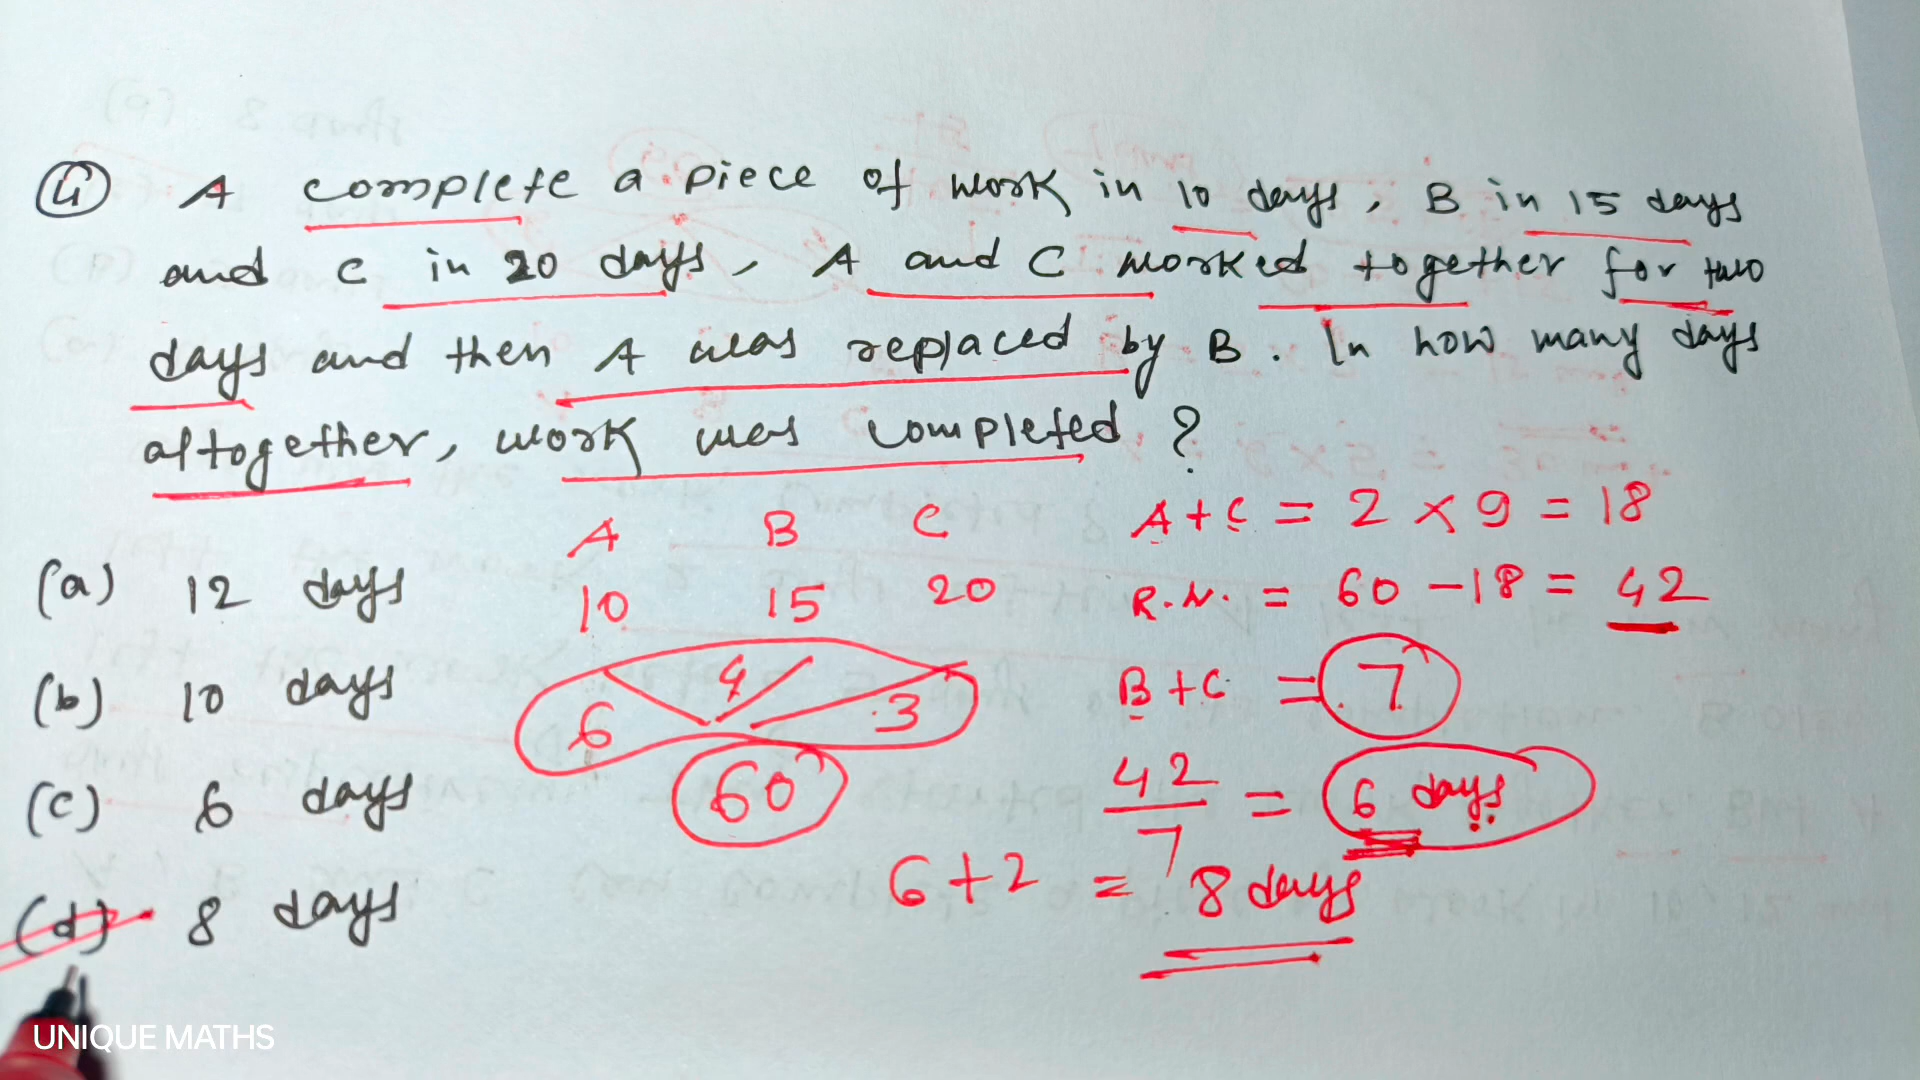 (4) A complete a piece of work in 10 days, B in 15 days
and C in 20 days, A and C worked together for two
days and then A was replaced by B. In how many days
altogether, work was completed ?
(a) 12 days
(b) 10 days
(c) 6 days
(d) 8 days
A B C
10 15 20
6 4 3
60
A+C = 2 × 9 = 18
R.W. = 60 - 18 = 42
B+C = 7
42/7 = 6 days
6+2 = 8 days
UNIQUE MATHS